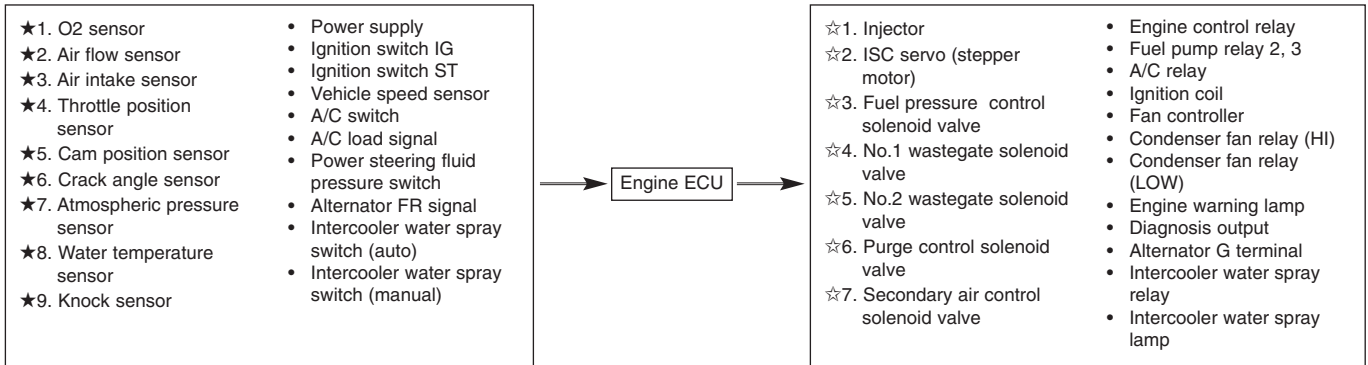 ★1. O2 sensor
★2. Air flow sensor
★3. Air intake sensor
★4. Throttle position
sensor
★5. Cam position sensor
★6. Crack angle sensor
★7. Atmospheric pressure
sensor
★8. Water temperature
sensor
★9. Knock sensor
• Power supply
• Ignition switch IG
• Ignition switch ST
• Vehicle speed sensor
• A/C switch
• A/C load signal
• Power steering fluid
pressure switch
• Alternator FR signal
• Intercooler water spray
switch (auto)
• Intercooler water spray
switch (manual)
Engine ECU
☆1. Injector
☆2. ISC servo (stepper
motor)
☆3. Fuel pressure control
solenoid valve
☆4. No.1 wastegate solenoid
valve
☆5. No.2 wastegate solenoid
valve
☆6. Purge control solenoid
valve
☆7. Secondary air control
solenoid valve
• Engine control relay
• Fuel pump relay 2, 3
• A/C relay
• Ignition coil
• Fan controller
• Condenser fan relay (HI)
• Condenser fan relay
(LOW)
• Engine warning lamp
• Diagnosis output
• Alternator G terminal
• Intercooler water spray
relay
• Intercooler water spray
lamp